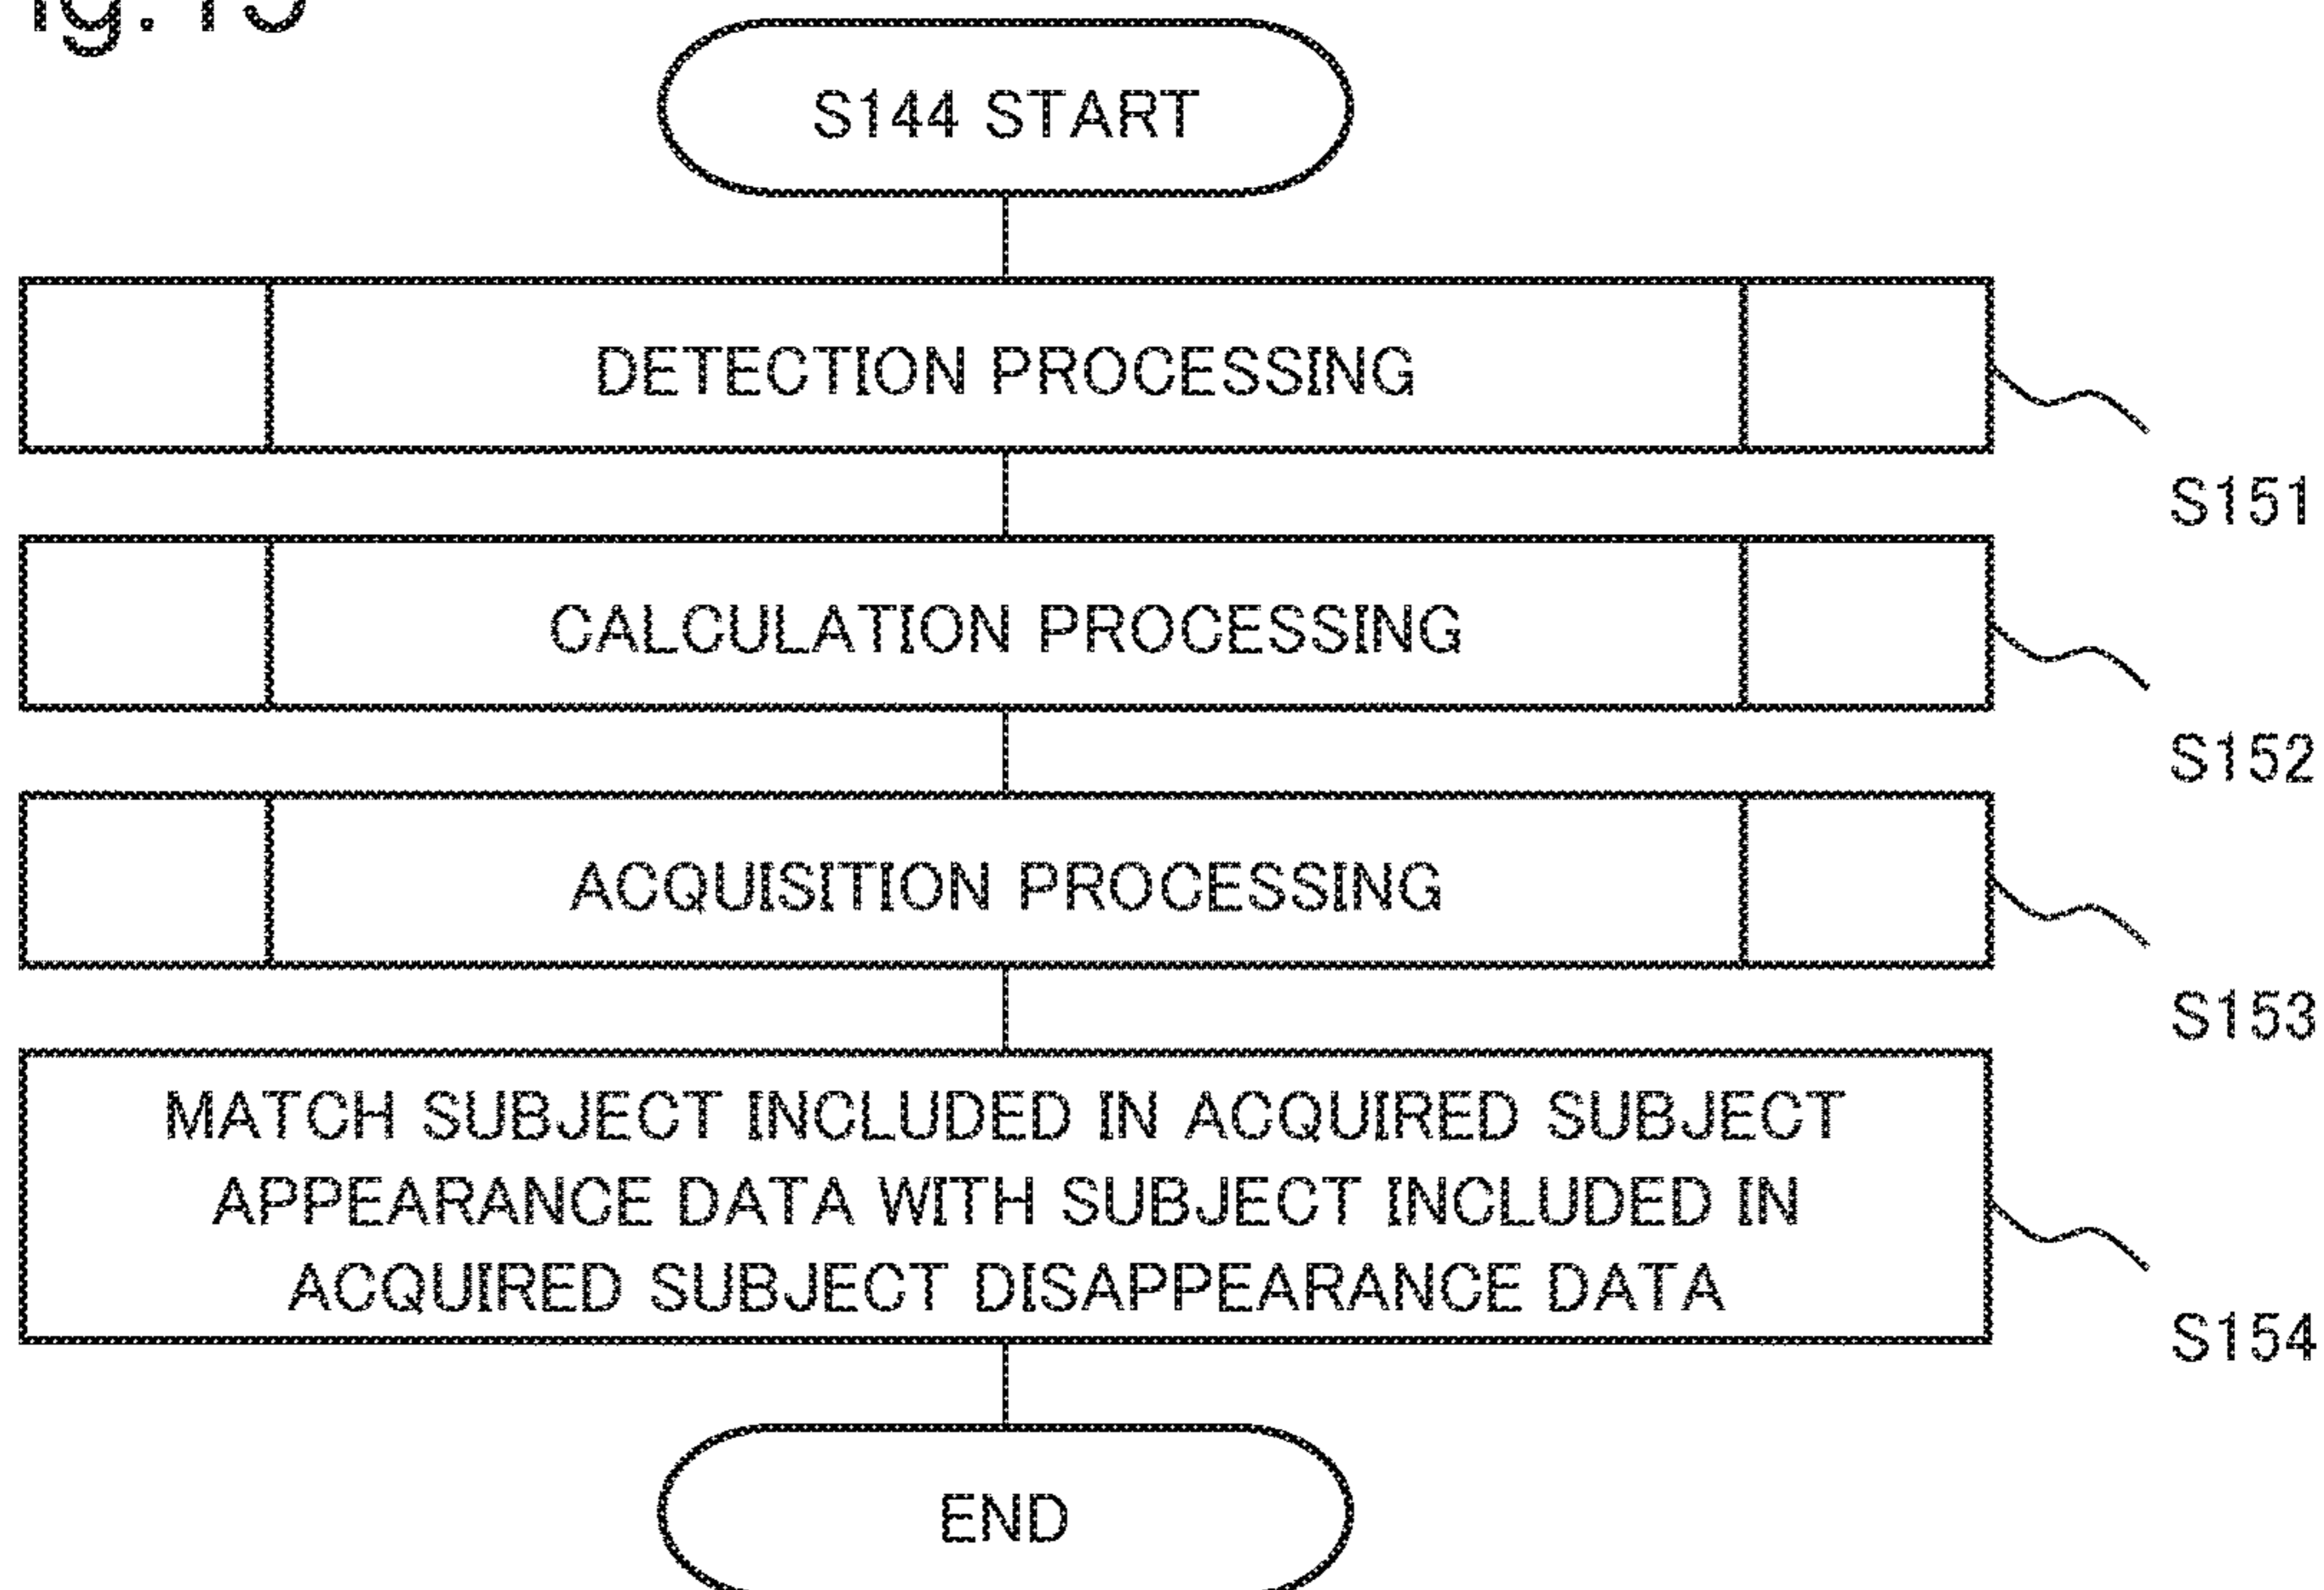 S144 START
DETECTION PROCESSING
S151
CALCULATION PROCESSING
S152
ACQUISITION PROCESSING
S153
MATCH SUBJECT INCLUDED IN ACQUIRED SUBJECT
APPEARANCE DATA WITH SUBJECT INCLUDED IN
ACQUIRED SUBJECT DISAPPEARANCE DATA
S154
END